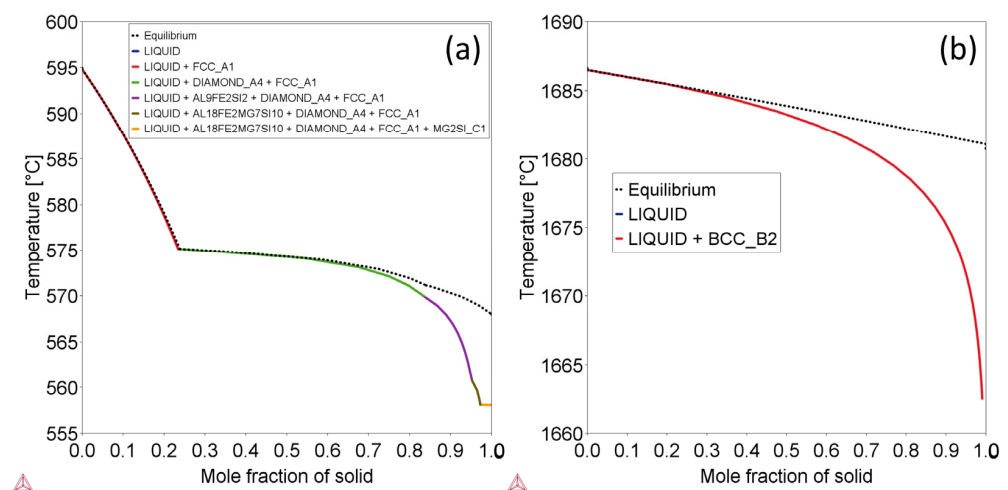 (a)
600
595
590
585
580
575
570
565
560
555
Temperature [°C]
Equilibrium
LIQUID
LIQUID + FCC_A1
LIQUID + DIAMOND_A4 + FCC_A1
LIQUID + AL9FE2SI2 + DIAMOND_A4 + FCC_A1
LIQUID + AL18FE2MG7SI10 + DIAMOND_A4 + FCC_A1
LIQUID + AL18FE2MG7SI10 + DIAMOND_A4 + FCC_A1 + MG2SI_C1
0.0 0.1 0.2 0.3 0.4 0.5 0.6 0.7 0.8 0.9 1.0
Mole fraction of solid
(b)
1690
1685
1680
1675
1670
1665
1660
Temperature [°C]
Equilibrium
LIQUID
LIQUID + BCC_B2
0.0 0.1 0.2 0.3 0.4 0.5 0.6 0.7 0.8 0.9 1.0
Mole fraction of solid